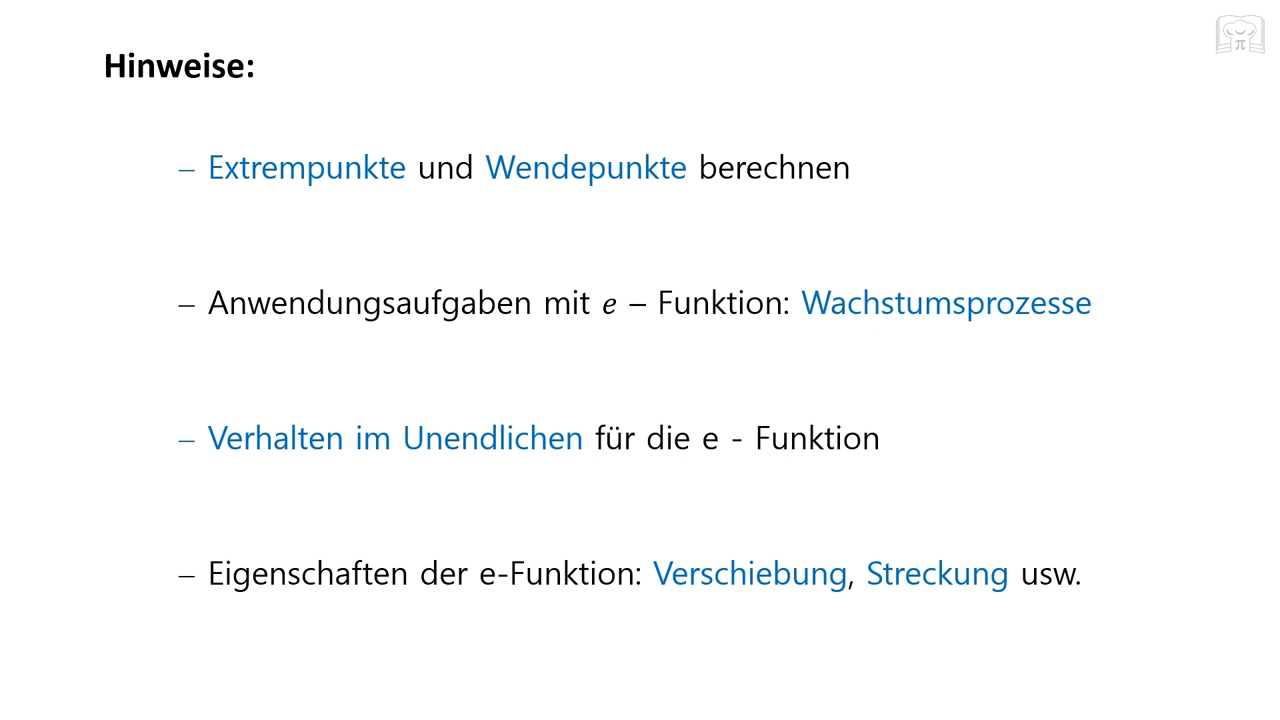 π
Hinweise:
– Extrempunkte und Wendepunkte berechnen
– Anwendungsaufgaben mit e – Funktion: Wachstumsprozesse
– Verhalten im Unendlichen für die e - Funktion
– Eigenschaften der e-Funktion: Verschiebung, Streckung usw.